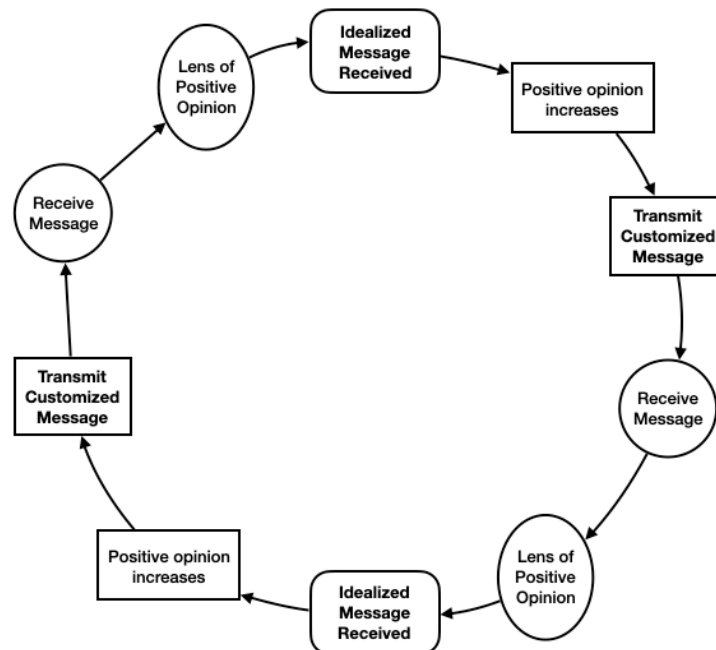 Idealized
Message
Received
Positive opinion
increases
Transmit
Customized
Message
Receive
Message
Lens of
Positive
Opinion
Idealized
Message
Received
Positive opinion
increases
Transmit
Customized
Message
Receive
Message
Lens of
Positive
Opinion